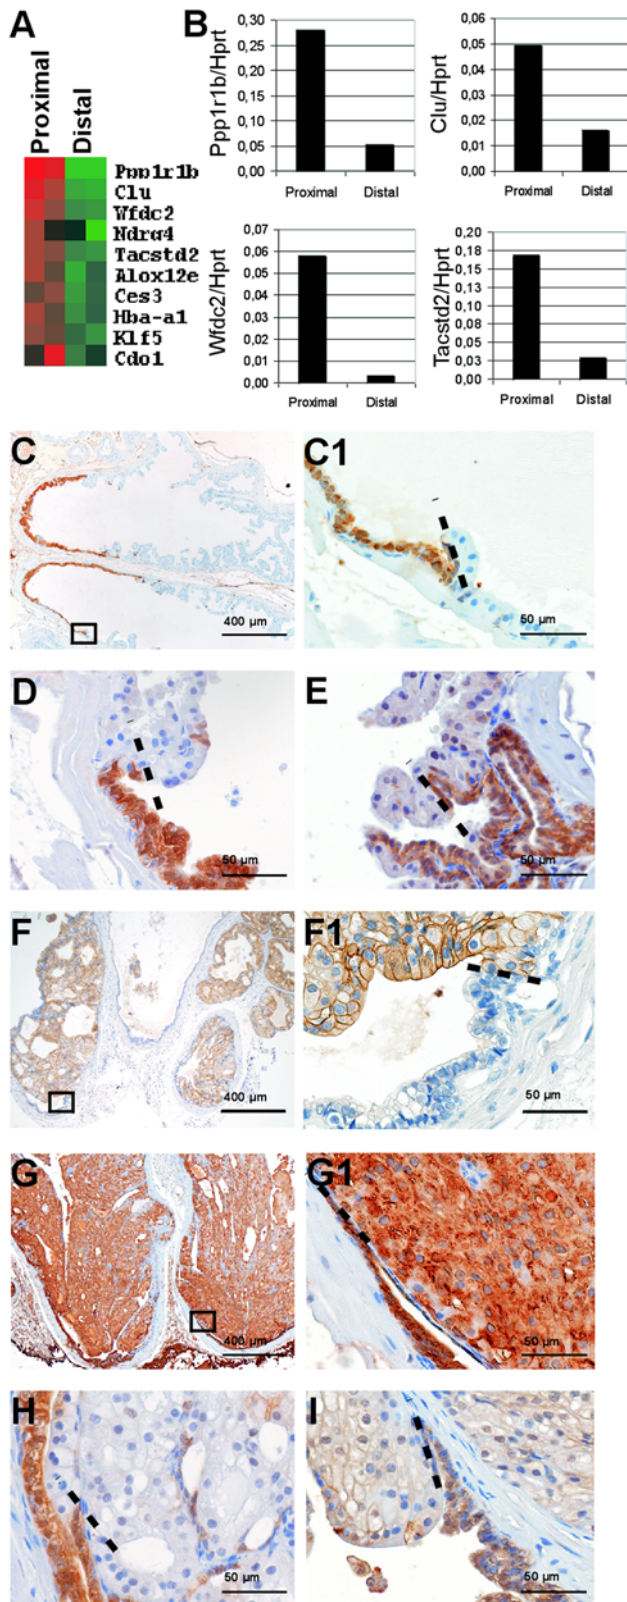 A
Proximal
Distal
Ppp1r1b
Clu
Wfdc2
Ndrg4
Tacstd2
Alox12e
Ces3
Hba-a1
Klf5
Cdo1
B
Ppp1r1b/Hprt
0,30
0,25
0,20
0,15
0,10
0,05
0,00
Proximal
Distal
Clu/Hprt
0,06
0,05
0,04
0,03
0,02
0,01
0,00
Proximal
Distal
Wfdc2/Hprt
0,07
0,06
0,05
0,04
0,03
0,02
0,01
0,00
Proximal
Distal
Tacstd2/Hprt
0,20
0,18
0,15
0,13
0,10
0,08
0,05
0,03
0,00
Proximal
Distal
C
400 µm
C1
50 µm
D
50 µm
E
50 µm
F
400 µm
F1
50 µm
G
400 µm
G1
50 µm
H
50 µm
I
50 µm